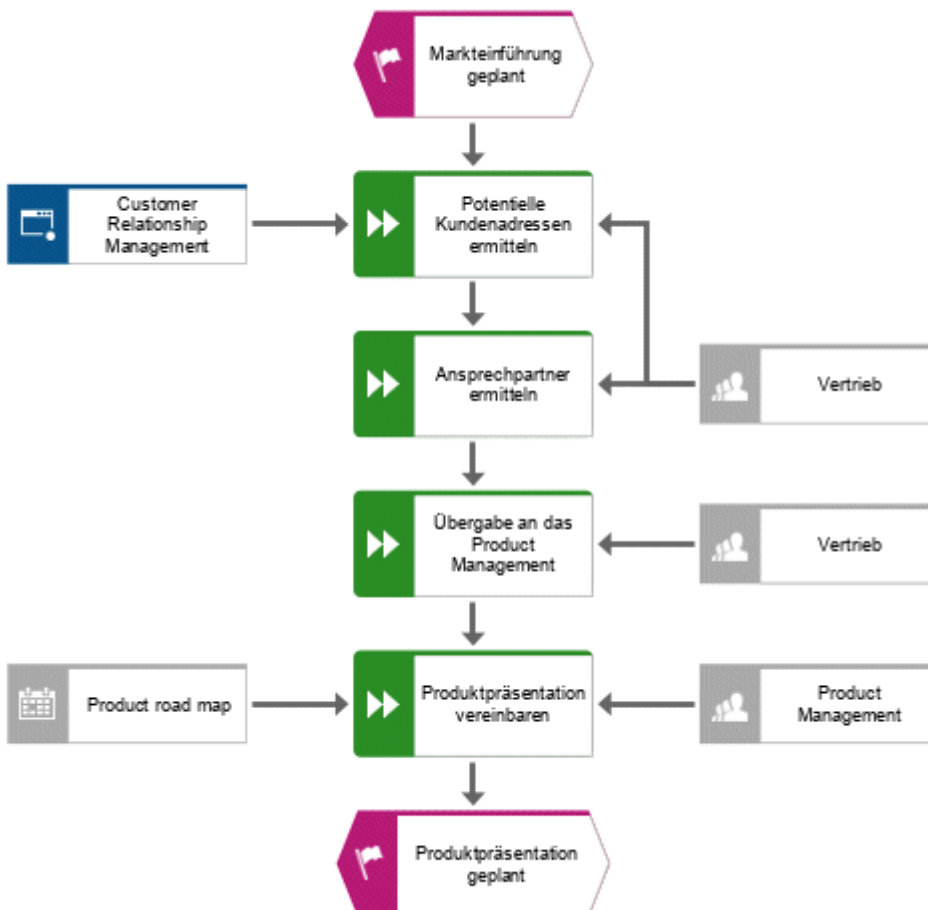 Markteinführung
geplant
Customer
Relationship
Management
Potentielle
Kundenadressen
ermitteln
Ansprechpartner
ermitteln
Vertrieb
Übergabe an das
Product
Management
Vertrieb
Product road map
Produktpräsentation
vereinbaren
Product
Management
Produktpräsentation
geplant